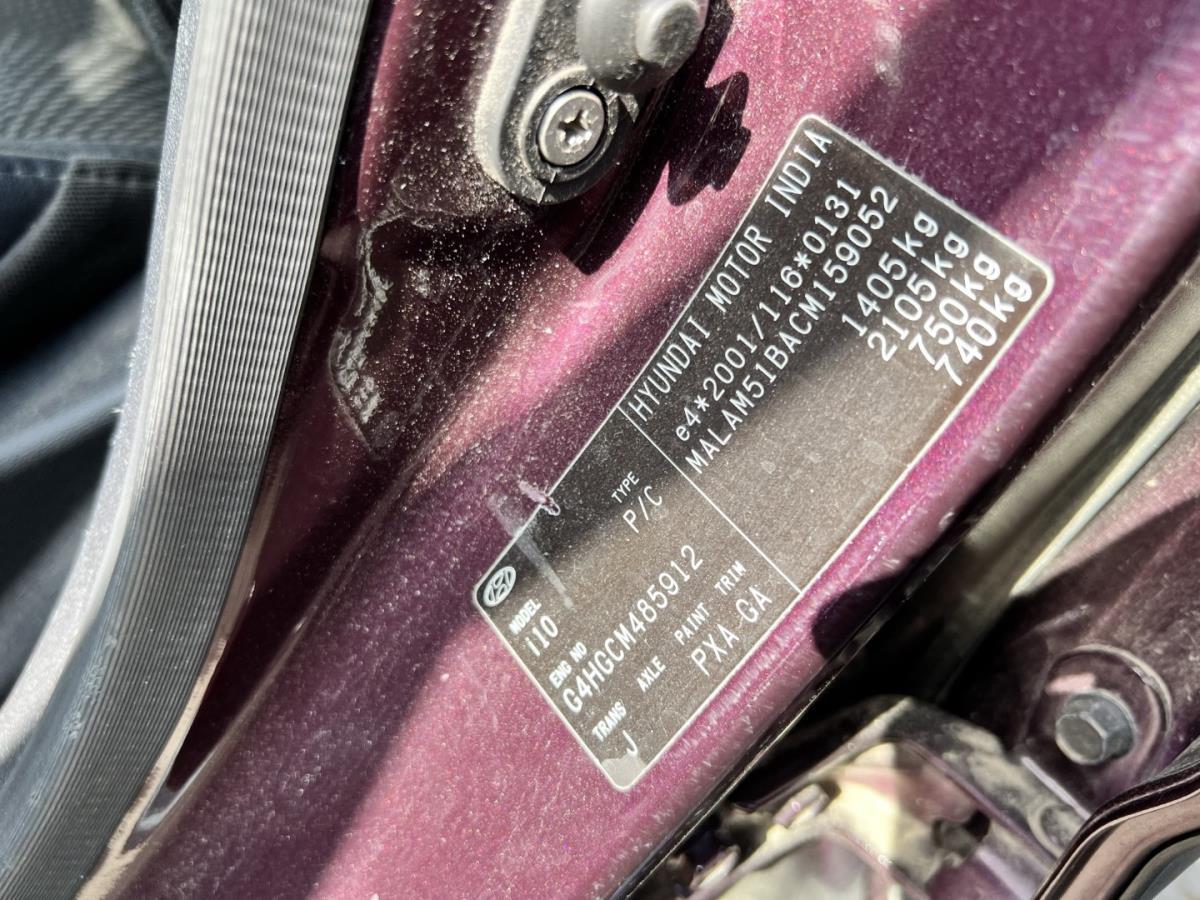 HYUNDAI MOTOR INDIA
e4*2001/116*0131
MALAM51BACM159052
1405kg
2105kg
750kg
740kg
MODEL TYPE
i10 P/C
ENG NO
G4HGCM485912
TRANS AXLE PAINT TRIM
J PXA GA